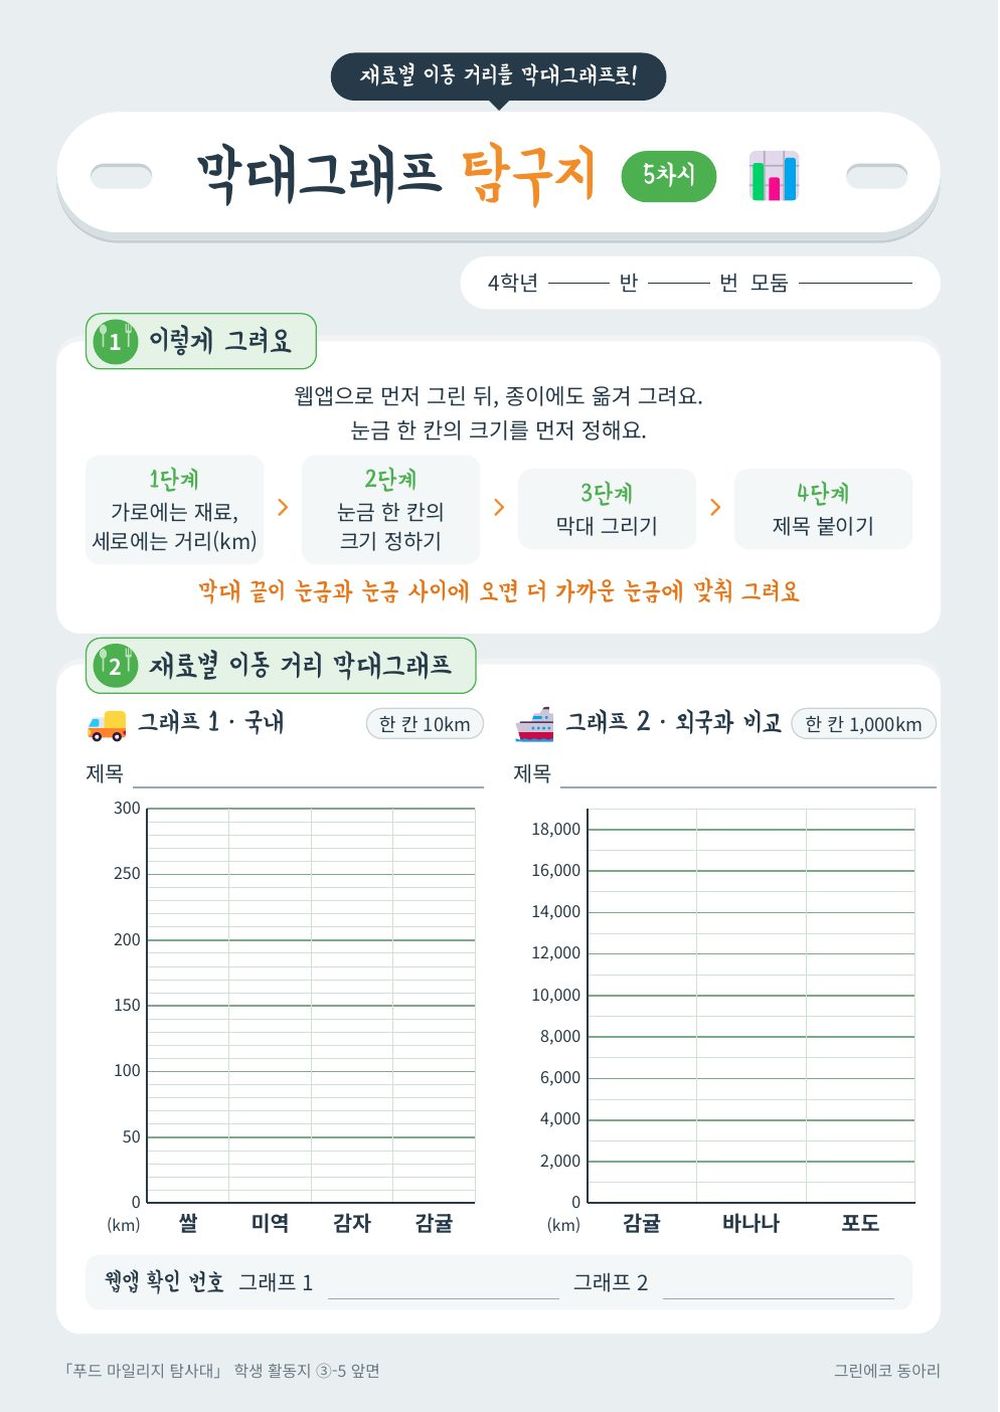 재료별 이동 거리를 막대그래프로!
막대그래프 탐구지 5차시
4학년 반 번 모둠
1 이렇게 그려요
웹앱으로 먼저 그린 뒤, 종이에도 옮겨 그려요.
눈금 한 칸의 크기를 먼저 정해요.
1단계
가로에는 재료,
세로에는 거리(km)
2단계
눈금 한 칸의
크기 정하기
3단계
막대 그리기
4단계
제목 붙이기
막대 끝이 눈금과 눈금 사이에 오면 더 가까운 눈금에 맞춰 그려요
2 재료별 이동 거리 막대그래프
그래프 1 · 국내 한 칸 10km
제목
300
250
200
150
100
50
0
(km) 쌀 미역 감자 감귤
그래프 2 · 외국과 비교 한 칸 1,000km
제목
18,000
16,000
14,000
12,000
10,000
8,000
6,000
4,000
2,000
0
(km) 감귤 바나나 포도
웹앱 확인 번호 그래프 1 그래프 2
「푸드 마일리지 탐사대」 학생 활동지 ③-5 앞면
그린에코 동아리